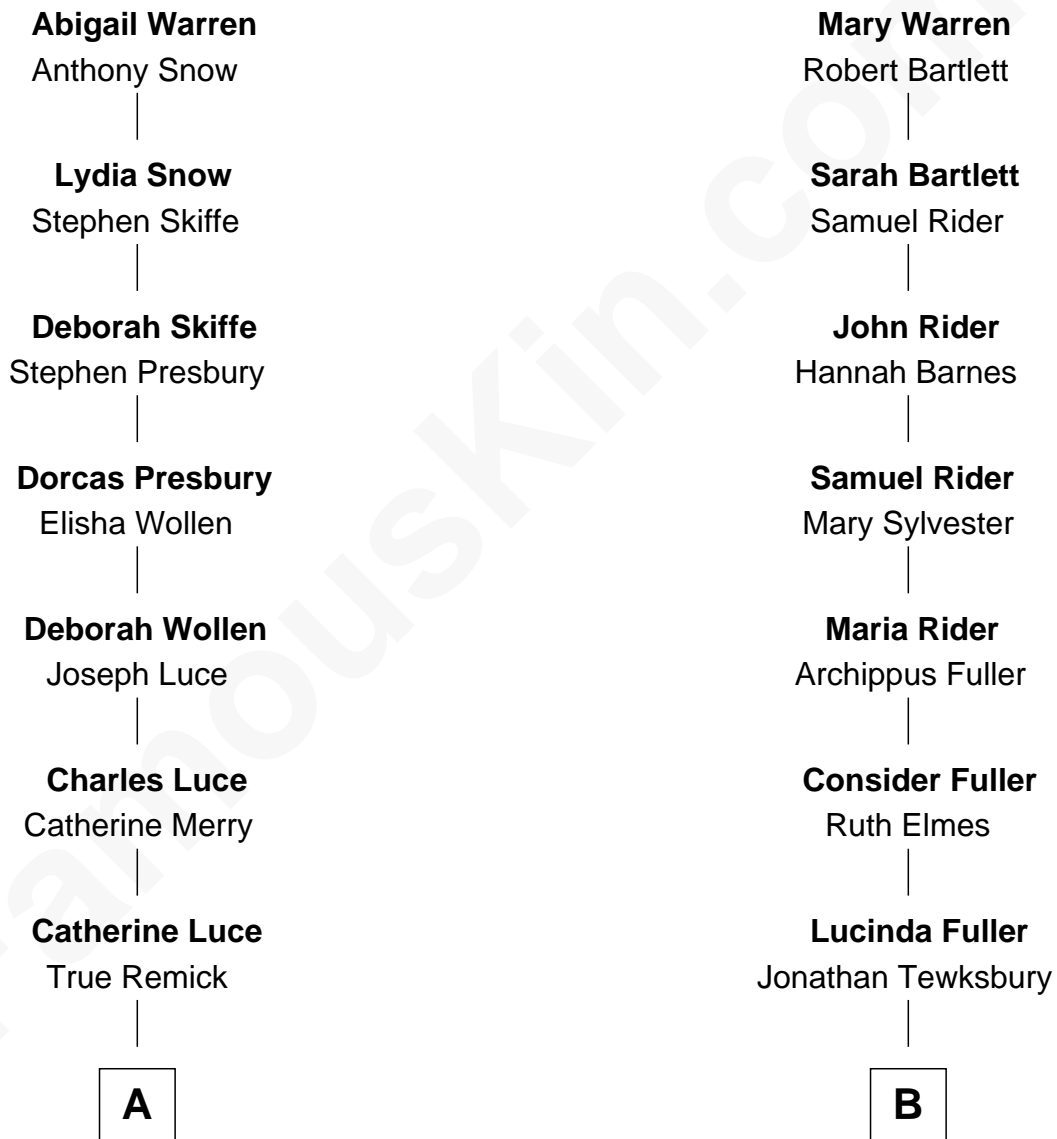 Abigail Warren
Anthony Snow
Lydia Snow
Stephen Skiffe
Deborah Skiffe
Stephen Presbury
Dorcas Presbury
Elisha Wollen
Deborah Wollen
Joseph Luce
Charles Luce
Catherine Merry
Catherine Luce
True Remick
A
Mary Warren
Robert Bartlett
Sarah Bartlett
Samuel Rider
John Rider
Hannah Barnes
Samuel Rider
Mary Sylvester
Maria Rider
Archippus Fuller
Consider Fuller
Ruth Elmes
Lucinda Fuller
Jonathan Tewksbury
B
FamousKin.com